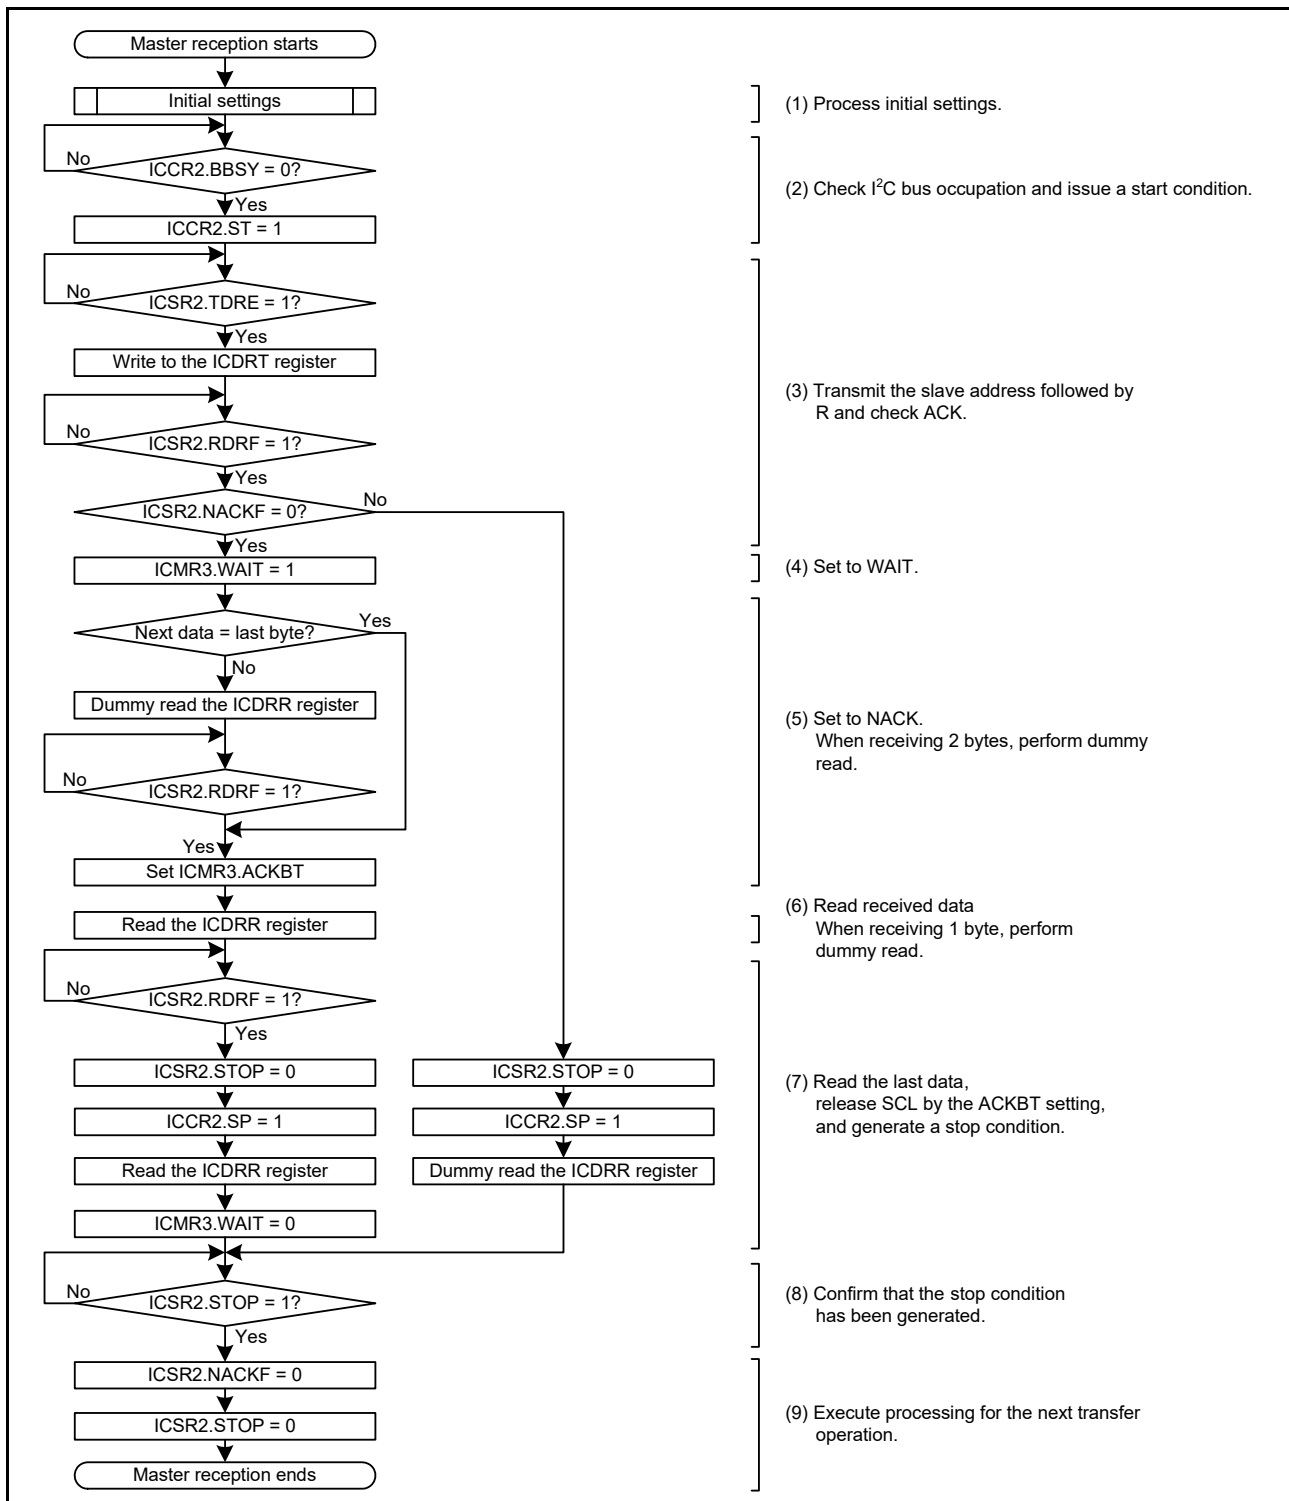 Master reception starts
Initial settings
(1) Process initial settings.
No
ICCR2.BBSY = 0?
Yes
ICCR2.ST = 1
(2) Check I²C bus occupation and issue a start condition.
No
ICSR2.TDRE = 1?
Yes
Write to the ICDRT register
No
ICSR2.RDRF = 1?
Yes
ICSR2.NACKF = 0?
No
Yes
(3) Transmit the slave address followed by
R and check ACK.
ICMR3.WAIT = 1
(4) Set to WAIT.
Next data = last byte?
Yes
No
Dummy read the ICDRR register
No
ICSR2.RDRF = 1?
Yes
Set ICMR3.ACKBT
(5) Set to NACK.
When receiving 2 bytes, perform dummy
read.
Read the ICDRR register
(6) Read received data
When receiving 1 byte, perform
dummy read.
No
ICSR2.RDRF = 1?
Yes
ICSR2.STOP = 0
ICCR2.SP = 1
Read the ICDRR register
ICMR3.WAIT = 0
ICSR2.STOP = 0
ICCR2.SP = 1
Dummy read the ICDRR register
(7) Read the last data,
release SCL by the ACKBT setting,
and generate a stop condition.
No
ICSR2.STOP = 1?
Yes
(8) Confirm that the stop condition
has been generated.
ICSR2.NACKF = 0
ICSR2.STOP = 0
Master reception ends
(9) Execute processing for the next transfer
operation.